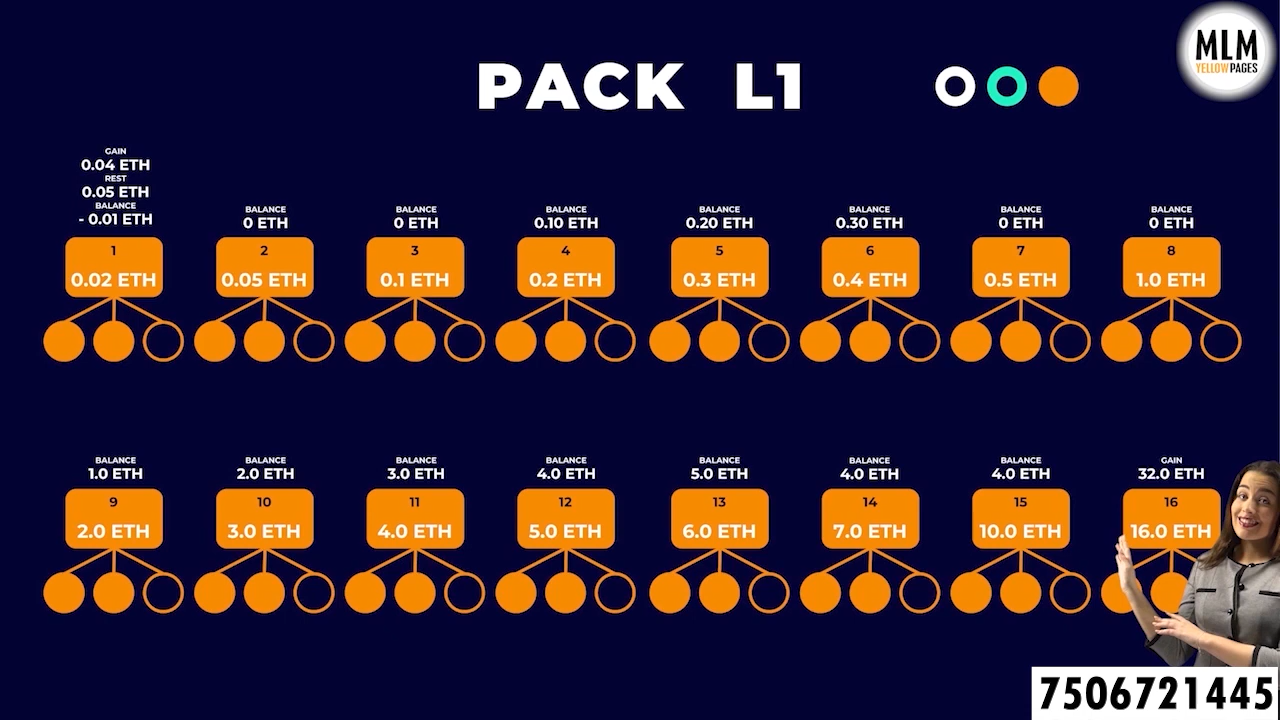 MLM
YELLOWPAGES
PACK L1
GAIN
0.04 ETH
REST
0.05 ETH
BALANCE
- 0.01 ETH
BALANCE
0 ETH
BALANCE
0 ETH
BALANCE
0.10 ETH
BALANCE
0.20 ETH
BALANCE
0.30 ETH
BALANCE
0 ETH
BALANCE
0 ETH
1
0.02 ETH
2
0.05 ETH
3
0.1 ETH
4
0.2 ETH
5
0.3 ETH
6
0.4 ETH
7
0.5 ETH
8
1.0 ETH
BALANCE
1.0 ETH
BALANCE
2.0 ETH
BALANCE
3.0 ETH
BALANCE
4.0 ETH
BALANCE
5.0 ETH
BALANCE
4.0 ETH
BALANCE
4.0 ETH
GAIN
32.0 ETH
9
2.0 ETH
10
3.0 ETH
11
4.0 ETH
12
5.0 ETH
13
6.0 ETH
14
7.0 ETH
15
10.0 ETH
16
16.0 ETH
7506721445